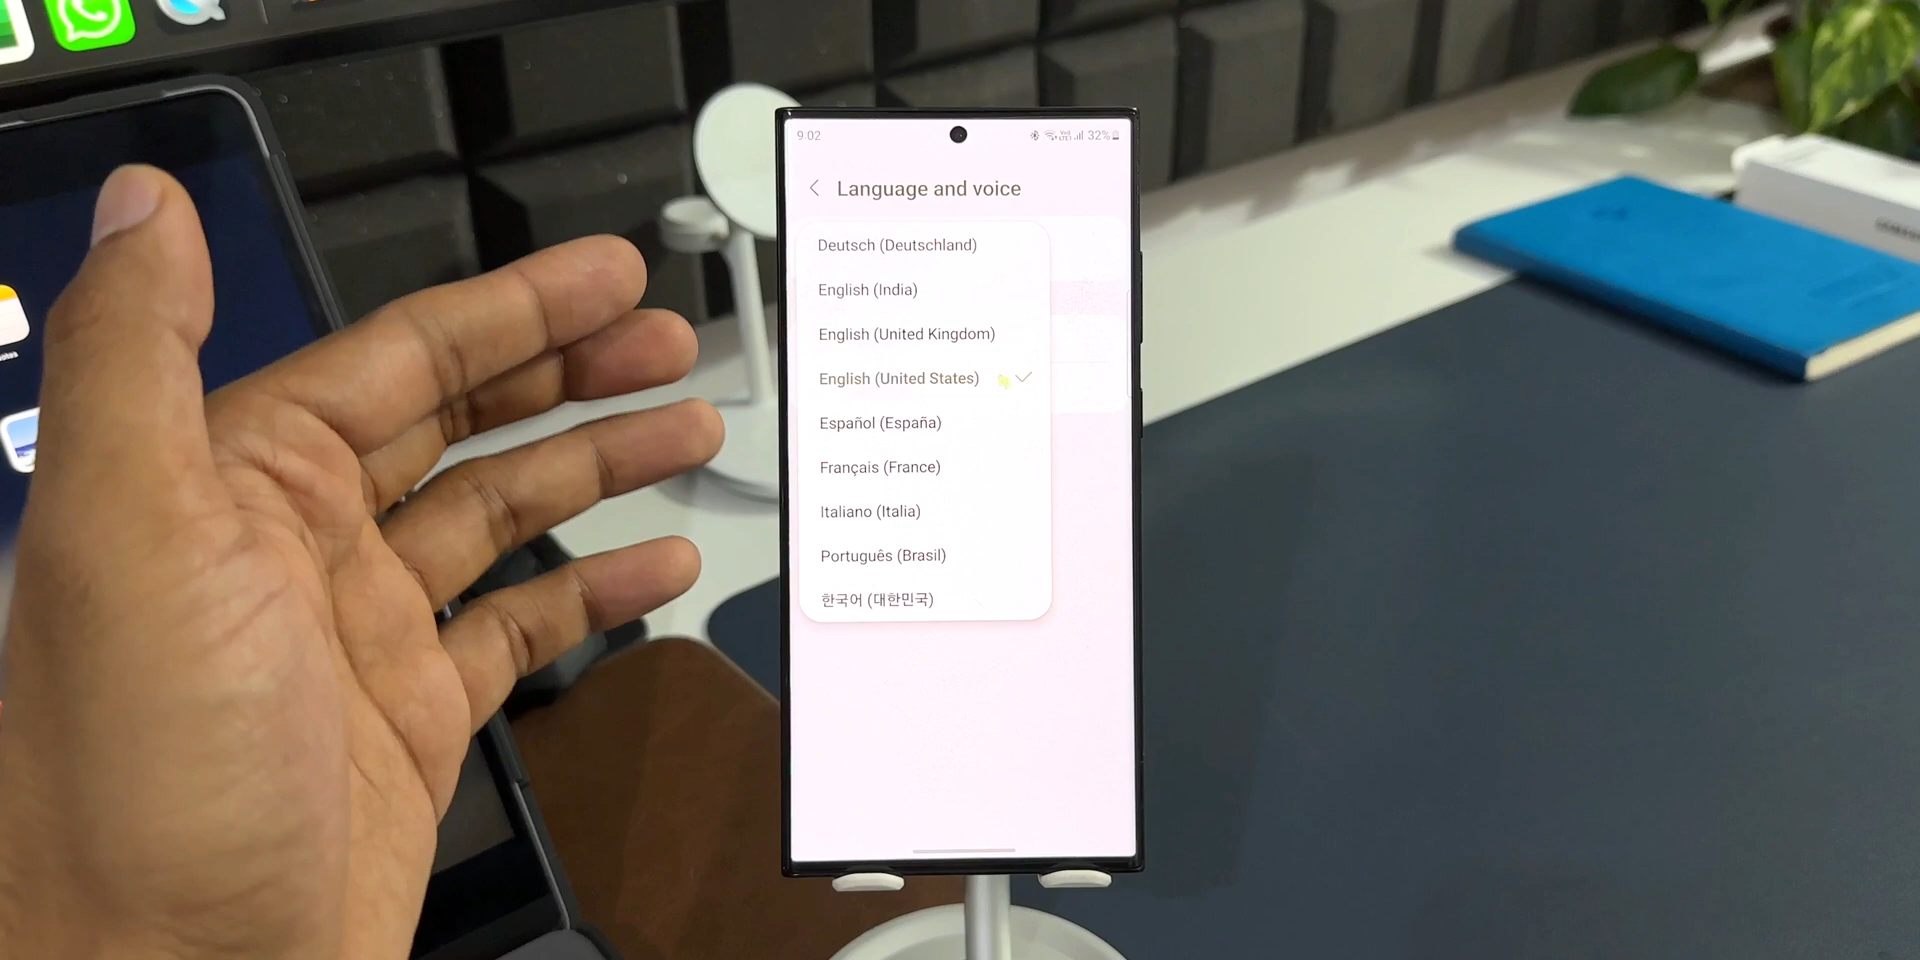 9:02
32%
Language and voice
Deutsch (Deutschland)
English (India)
English (United Kingdom)
English (United States)
Español (España)
Français (France)
Italiano (Italia)
Português (Brasil)
한국어 (대한민국)